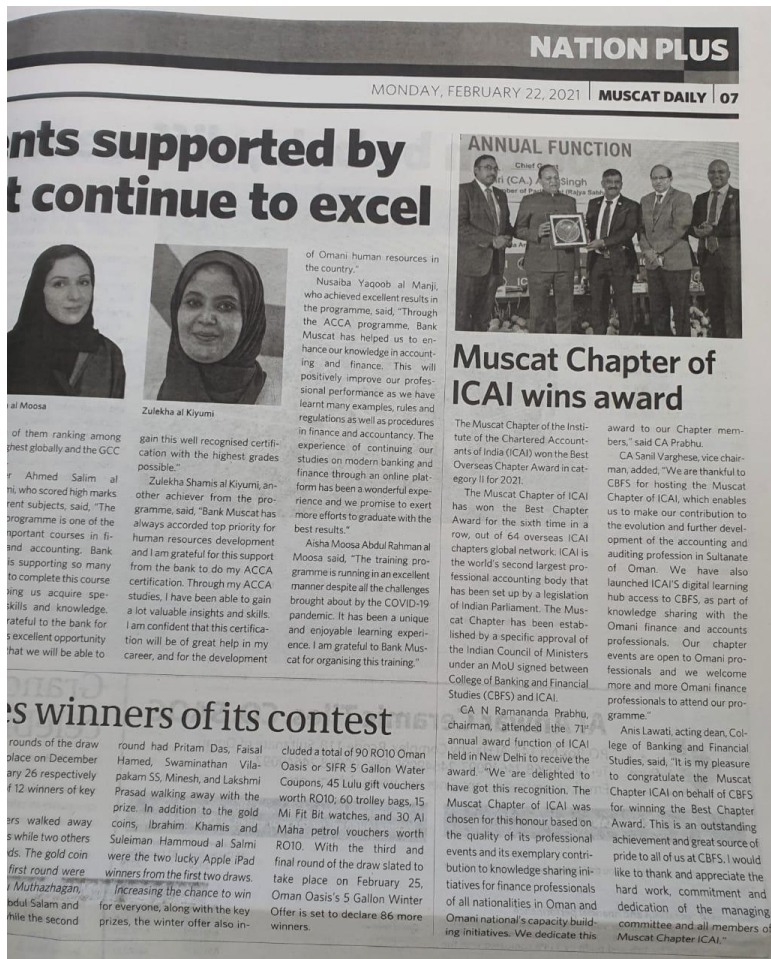 NATION PLUS
MONDAY, FEBRUARY 22, 2021 MUSCAT DAILY 07
nts supported by
t continue to excel
al Moosa
Zulekha al Kiyumi
of them ranking among
ghest globally and the GCC
Ahmed Salim al
mi, who scored high marks
rent subjects, said, "The
programme is one of the
mportant courses in fi-
and accounting. Bank
is supporting so many
to complete this course
ing us acquire spe-
skills and knowledge.
rateful to the bank for
s excellent opportunity
hat we will be able to
gain this well recognised certifi-
cation with the highest grades
possible."
Zulekha Shamis al Kiyumi, an-
other achiever from the pro-
gramme, said, "Bank Muscat has
always accorded top priority for
human resources development
and I am grateful for this support
from the bank to do my ACCA
certification. Through my ACCA
studies, I have been able to gain
a lot valuable insights and skills.
I am confident that this certifica-
tion will be of great help in my
career, and for the development
of Omani human resources in
the country."
Nusaiba Yaqoob al Manji,
who achieved excellent results in
the programme, said, "Through
the ACCA programme, Bank
Muscat has helped us to en-
hance our knowledge in account-
ing and finance. This will
positively improve our profes-
sional performance as we have
learnt many examples, rules and
regulations as well as procedures
in finance and accountancy. The
experience of continuing our
studies on modern banking and
finance through an online plat-
form has been a wonderful expe-
rience and we promise to exert
more efforts to graduate with the
best results."
Aisha Moosa Abdul Rahman al
Moosa said, "The training pro-
gramme is running in an excellent
manner despite all the challenges
brought about by the COVID-19
pandemic. It has been a unique
and enjoyable learning experi-
ence. I am grateful to Bank Mus-
cat for organising this training."
ANNUAL FUNCTION
Chief
(CA.) Singh
(Rajya
Muscat Chapter of
ICAI wins award
The Muscat Chapter of the Insti-
tute of the Chartered Account-
ants of India (ICAI) won the Best
Overseas Chapter Award in cat-
egory II for 2021.
The Muscat Chapter of ICAI
has won the Best Chapter
Award for the sixth time in a
row, out of 64 overseas ICAI
chapters global network. ICAI is
the world's second largest pro-
fessional accounting body that
has been set up by a legislation
of Indian Parliament. The Mus-
cat Chapter has been estab-
lished by a specific approval of
the Indian Council of Ministers
under an MoU signed between
College of Banking and Financial
Studies (CBFS) and ICAI.
CA N Ramananda Prabhu,
chairman, attended the 71st
annual award function of ICAI
held in New Delhi to receive the
award. "We are delighted to
have got this recognition. The
Muscat Chapter of ICAI was
chosen for this honour based on
the quality of its professional
events and its exemplary contri-
bution to knowledge sharing ini-
tiatives for finance professionals
of all nationalities in Oman and
Omani national's capacity build-
ing initiatives. We dedicate this
award to our Chapter mem-
bers," said CA Prabhu.
CA Sanil Varghese, vice chair-
man, added, "We are thankful to
CBFS for hosting the Muscat
Chapter of ICAI, which enables
us to make our contribution to
the evolution and further devel-
opment of the accounting and
auditing profession in Sultanate
of Oman. We have also
launched ICAI'S digital learning
hub access to CBFS, as part of
knowledge sharing with the
Omani finance and accounts
professionals. Our chapter
events are open to Omani pro-
fessionals and we welcome
more and more Omani finance
professionals to attend our pro-
gramme."
Anis Lawati, acting dean, Col-
lege of Banking and Financial
Studies, said, "It is my pleasure
to congratulate the Muscat
Chapter ICAI on behalf of CBFS
for winning the Best Chapter
Award. This is an outstanding
achievement and great source of
pride to all of us at CBFS. I would
like to thank and appreciate the
hard work, commitment and
dedication of the managing
committee and all members of
Muscat Chapter ICAI."
es winners of its contest
rounds of the draw
place on December
ary 26 respectively
f 12 winners of key
ers walked away
s while two others
ds. The gold coin
first round were
Muthazhagan,
bdul Salam and
while the second
round had Pritam Das, Faisal
Hamed, Swaminathan Vila-
pakam SS, Minesh, and Lakshmi
Prasad walking away with the
prize. In addition to the gold
coins, Ibrahim Khamis and
Suleiman Hammoud al Salmi
were the two lucky Apple iPad
winners from the first two draws.
Increasing the chance to win
for everyone, along with the key
prizes, the winter offer also in-
cluded a total of 90 RO10 Oman
Oasis or SIFR 5 Gallon Water
Coupons, 45 Lulu gift vouchers
worth RO10, 60 trolley bags, 15
Mi Fit Bit watches, and 30 Al
Maha petrol vouchers worth
RO10. With the third and
final round of the draw slated to
take place on February 25,
Oman Oasis's 5 Gallon Winter
Offer is set to declare 86 more
winners.